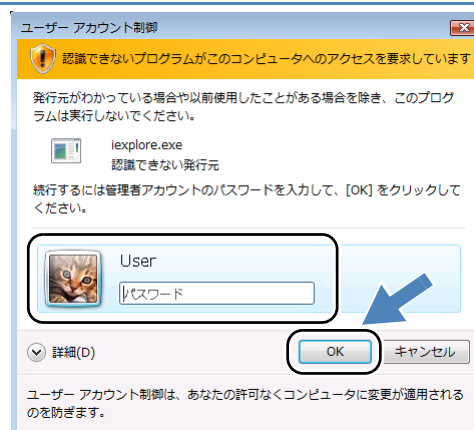 ユーザー アカウント制御
認識できないプログラムがこのコンピュータへのアクセスを要求しています
発行元がわかっている場合や以前使用したことがある場合を除き、このプログ
ラムは実行しないでください。
iexplore.exe
認識できない発行元
続行するには管理者アカウントのパスワードを入力して、[OK] をクリックして
ください。
User
パスワード
詳細(D)
OK
キャンセル
ユーザー アカウント制御は、あなたの許可なくコンピュータに変更が適用される
のを防ぎます。